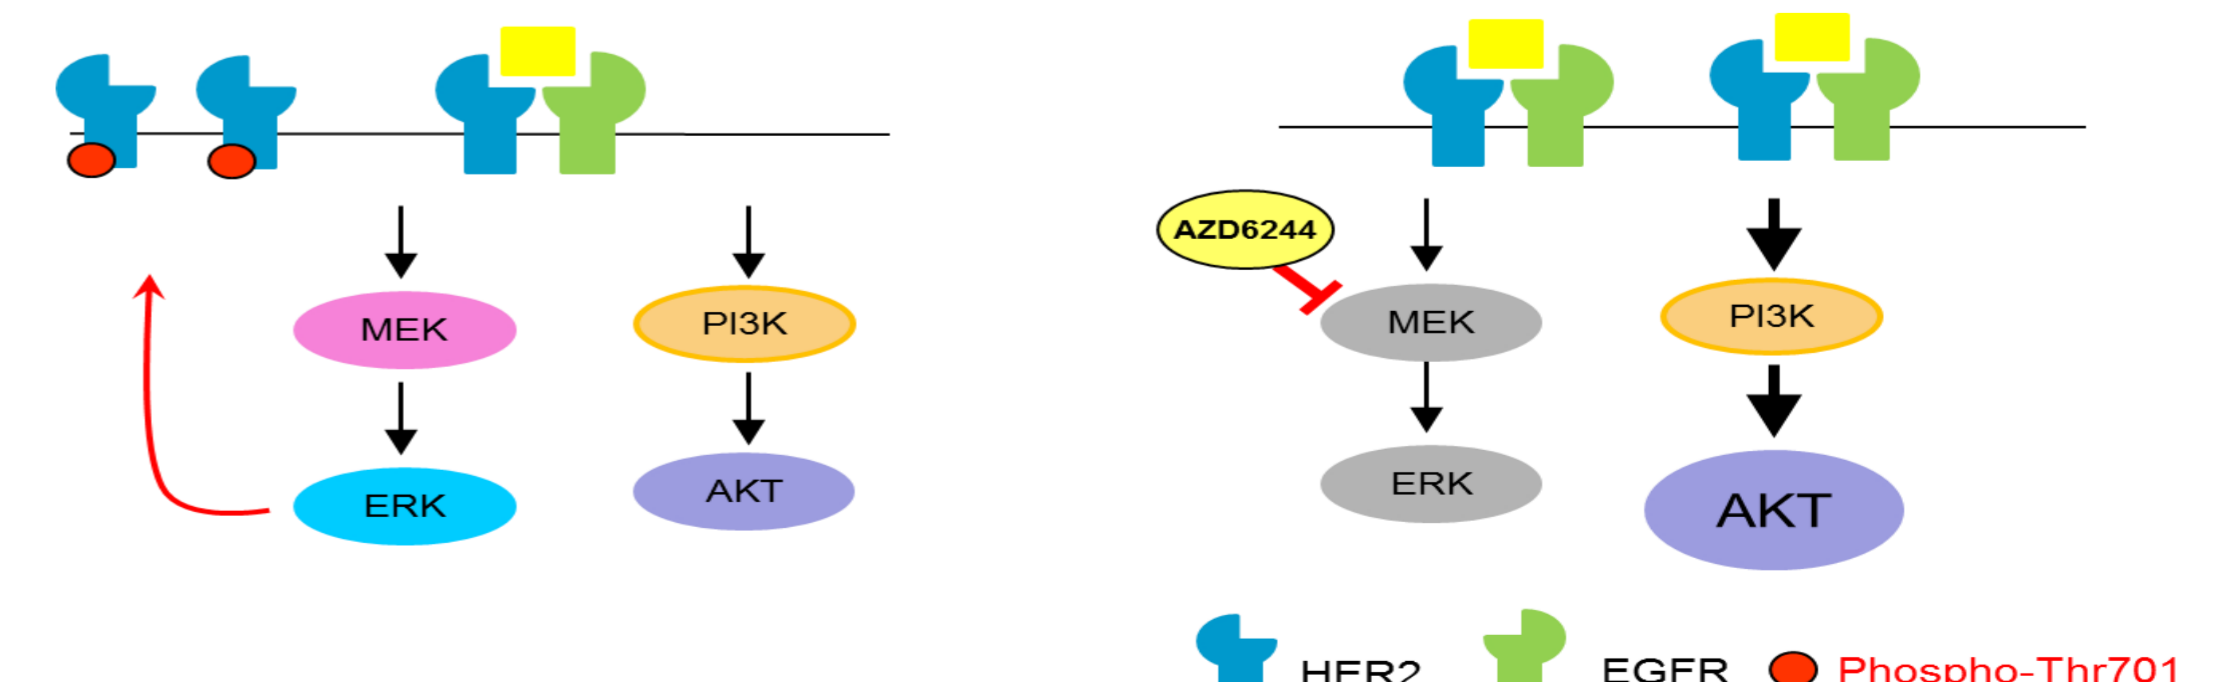 MEK
PI3K
ERK
AKT
AZD6244
MEK
PI3K
ERK
AKT
HER2
EGFR
Phospho-Thr701